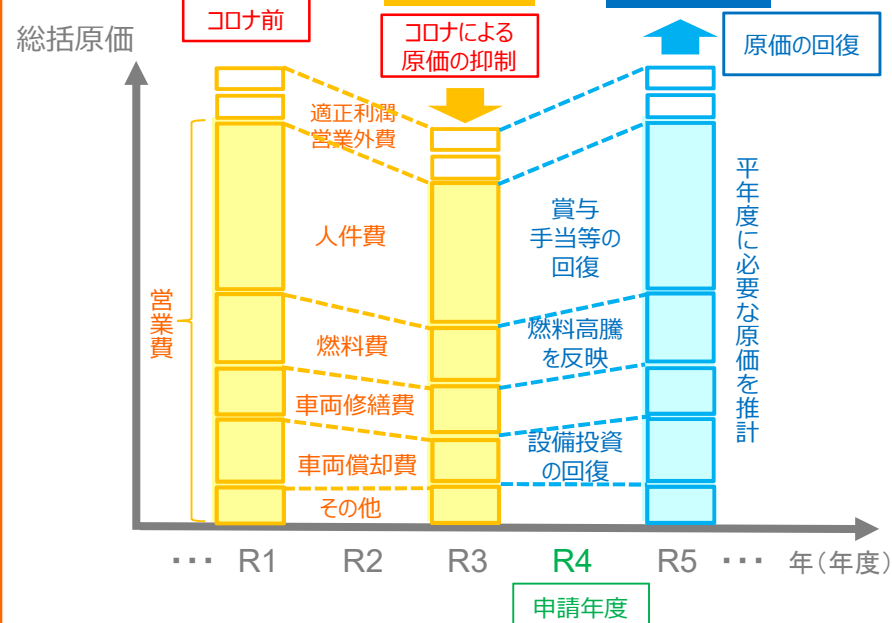 コロナ前
総括原価
コロナによる
原価の抑制
原価の回復
適正利潤
営業外費
人件費
賞与
手当等の
回復
平年度に必要な原価を推計
営業費
燃料費
燃料高騰
を反映
車両修繕費
車両償却費
設備投資
の回復
その他
・・・ R1 R2 R3 R4 R5 ・・・ 年(年度)
申請年度